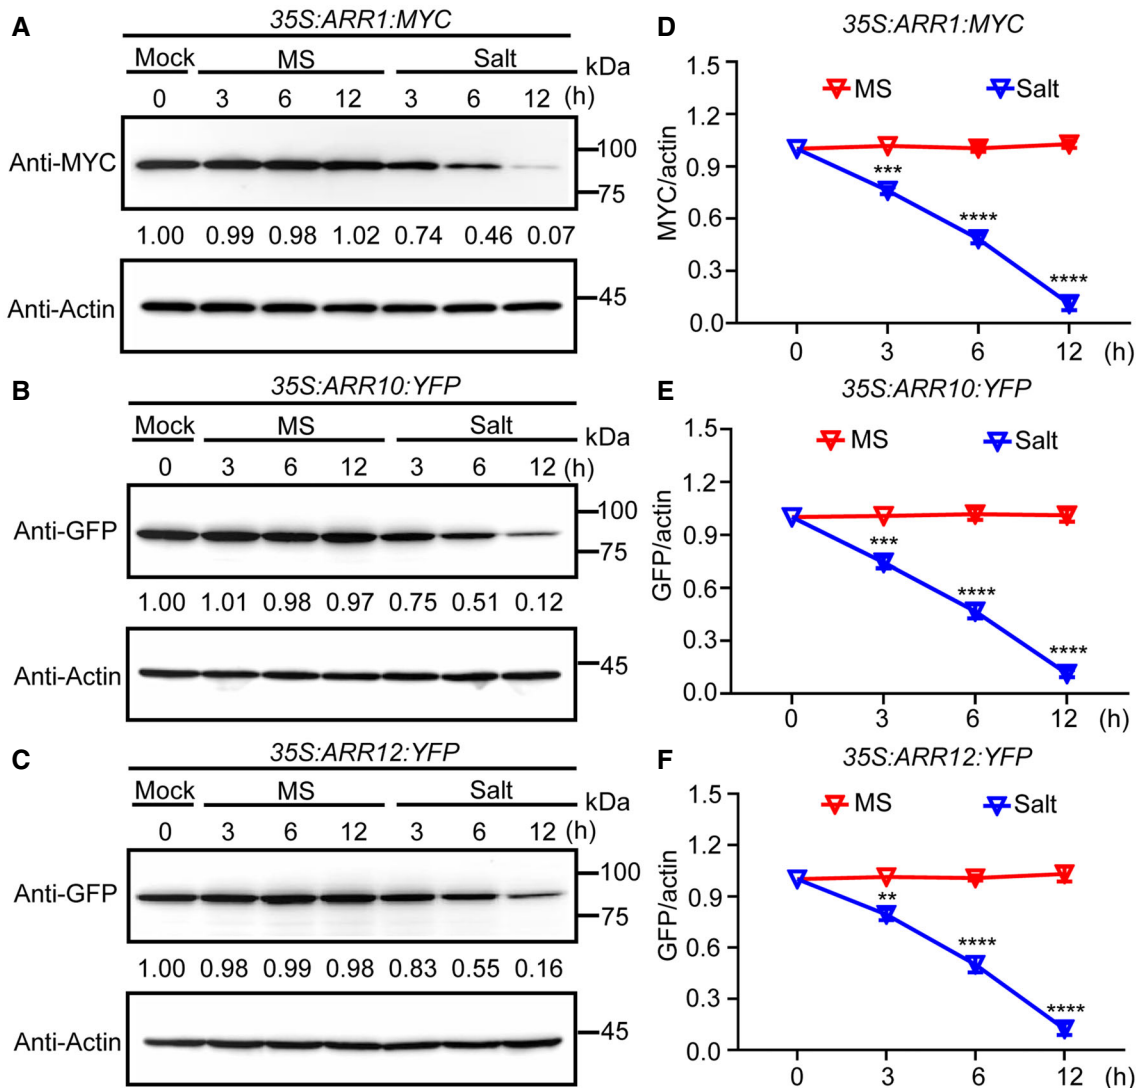 A
35S:ARR1:MYC
Mock MS Salt kDa
0 3 6 12 3 6 12 (h)
Anti-MYC
100
75
1.00 0.99 0.98 1.02 0.74 0.46 0.07
Anti-Actin
45
B
35S:ARR10:YFP
Mock MS Salt kDa
0 3 6 12 3 6 12 (h)
Anti-GFP
100
75
1.00 1.01 0.98 0.97 0.75 0.51 0.12
Anti-Actin
45
C
35S:ARR12:YFP
Mock MS Salt kDa
0 3 6 12 3 6 12 (h)
Anti-GFP
100
75
1.00 0.98 0.99 0.98 0.83 0.55 0.16
Anti-Actin
45
D
35S:ARR1:MYC
MS Salt
MYC/actin
1.5
1.2
0.9
0.6
0.3
0.0
***
****
****
0 3 6 12 (h)
E
35S:ARR10:YFP
MS Salt
GFP/actin
1.5
1.2
0.9
0.6
0.3
0.0
***
****
****
0 3 6 12 (h)
F
35S:ARR12:YFP
MS Salt
GFP/actin
1.5
1.2
0.9
0.6
0.3
0.0
**
****
****
0 3 6 12 (h)